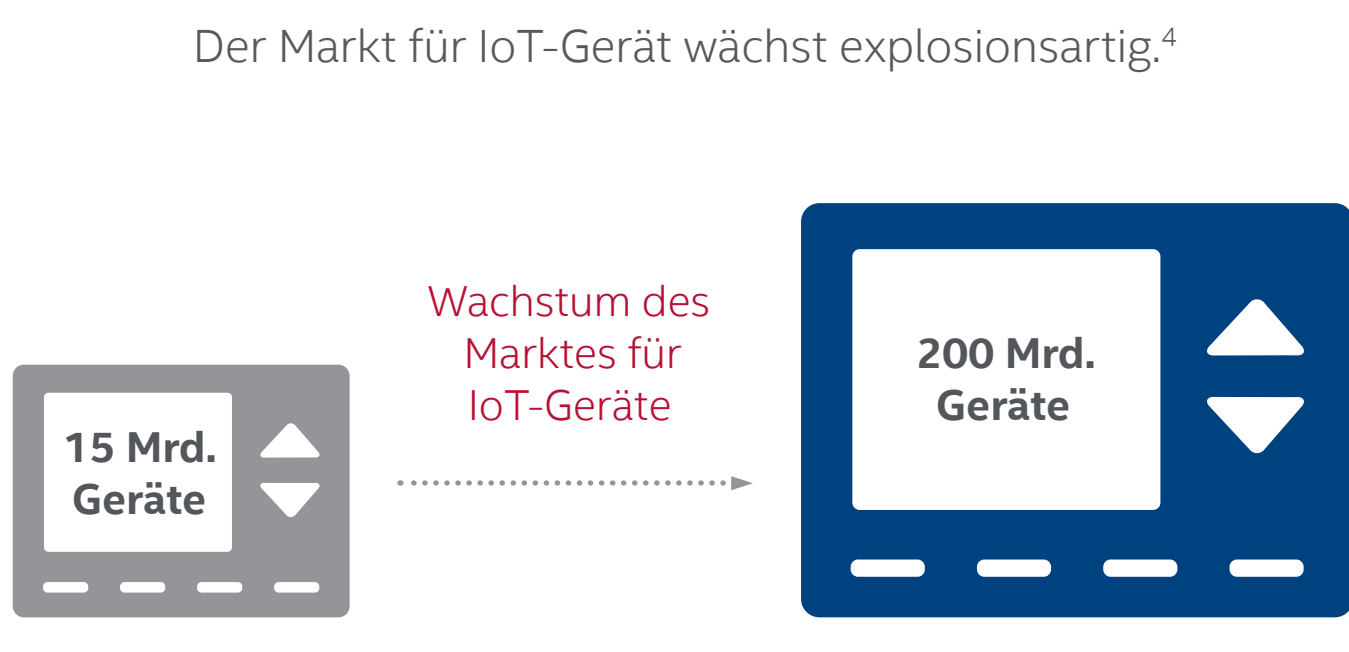 Der Markt für IoT-Gerät wächst explosionsartig.⁴
Wachstum des
Marktes für
IoT-Geräte
15 Mrd.
Geräte
200 Mrd.
Geräte